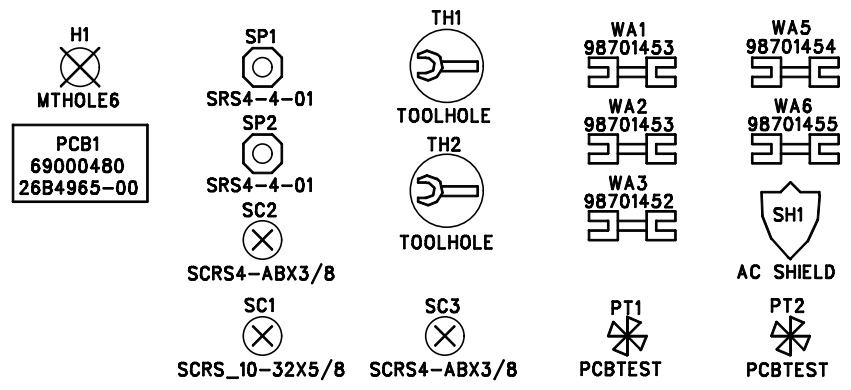 H1
MTHOLE6
PCB1
69000480
26B4965-00
SP1
SRS4-4-01
SP2
SRS4-4-01
SC2
SCRS4-ABX3/8
SC1
SCRS_10-32X5/8
TH1
TOOLHOLE
TH2
TOOLHOLE
SC3
SCRS4-ABX3/8
WA1
98701453
WA2
98701453
WA3
98701452
PT1
PCBTEST
WA5
98701454
WA6
98701455
SH1
AC SHIELD
PT2
PCBTEST